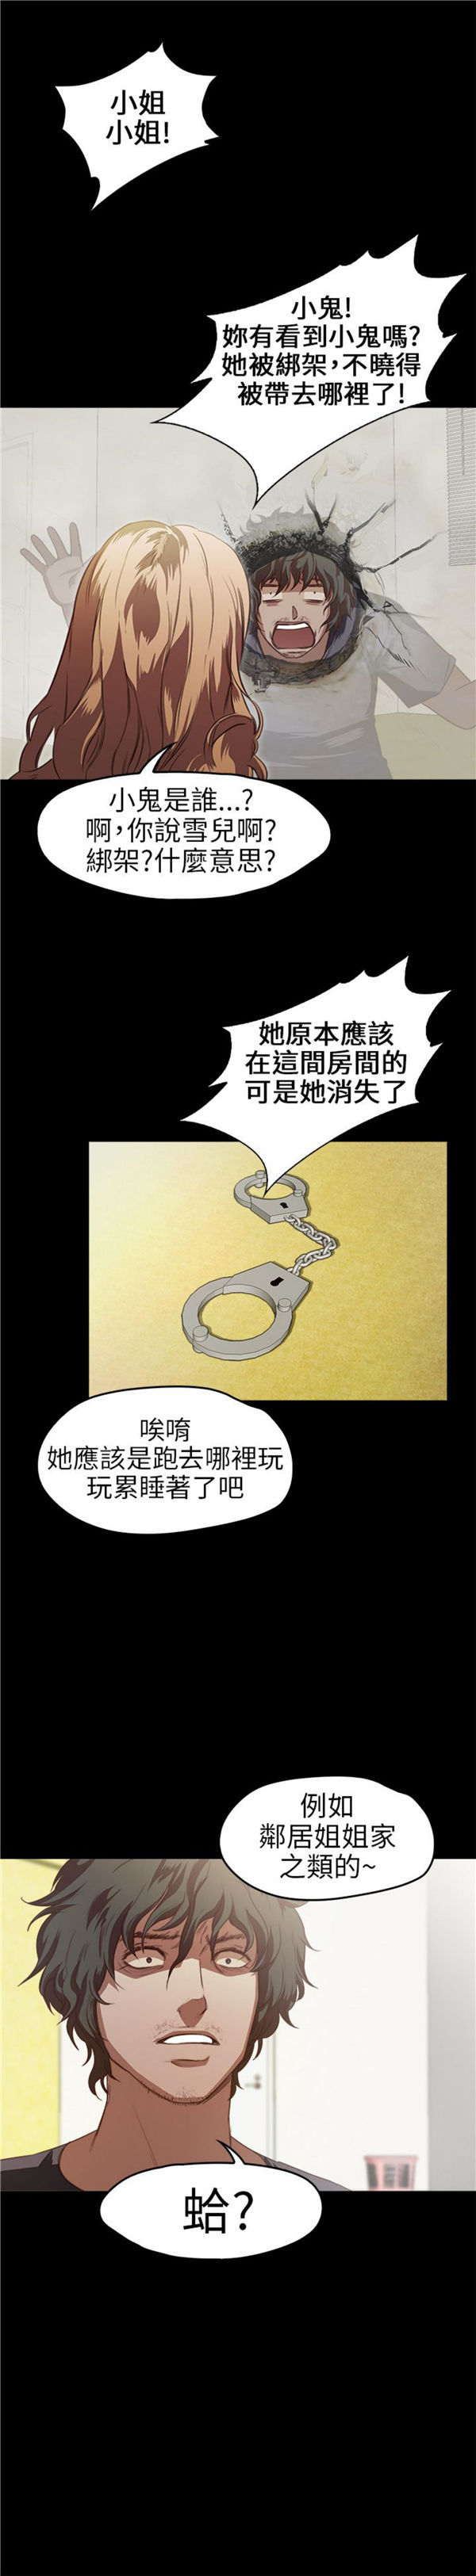 小姐
小姐!
小鬼!
妳有看到小鬼嗎?
她被綁架,不曉得
被帶去哪裡了!
小鬼是誰...?
啊,你說雪兒啊?
綁架?什麼意思?
她原本應該
在這間房間的
可是她消失了
唉唷
她應該是跑去哪裡玩
玩累睡著了吧
例如
鄰居姐姐家
之類的~
蛤?